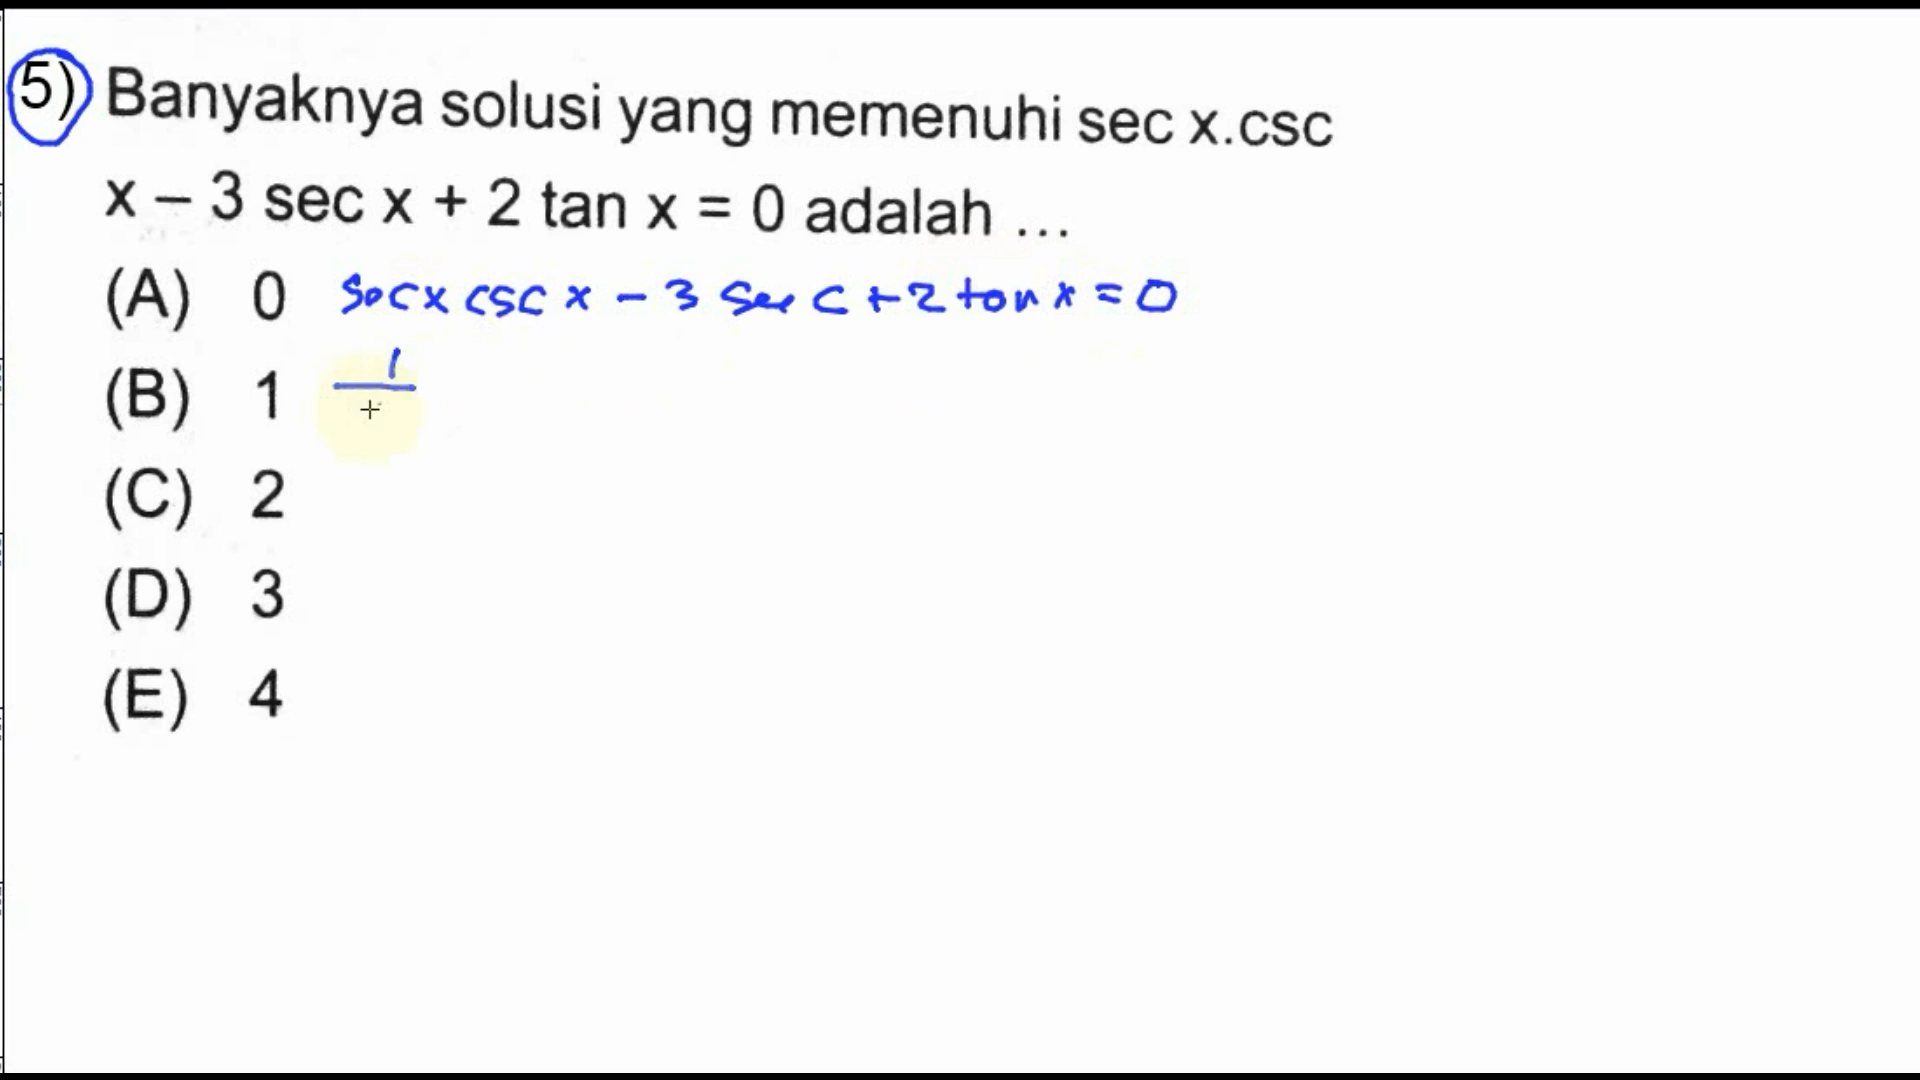 5) Banyaknya solusi yang memenuhi sec x.csc
x – 3 sec x + 2 tan x = 0 adalah ...
(A) 0 sec x csc x - 3 sec c + 2 tan x = 0
(B) 1 1
(C) 2
(D) 3
(E) 4